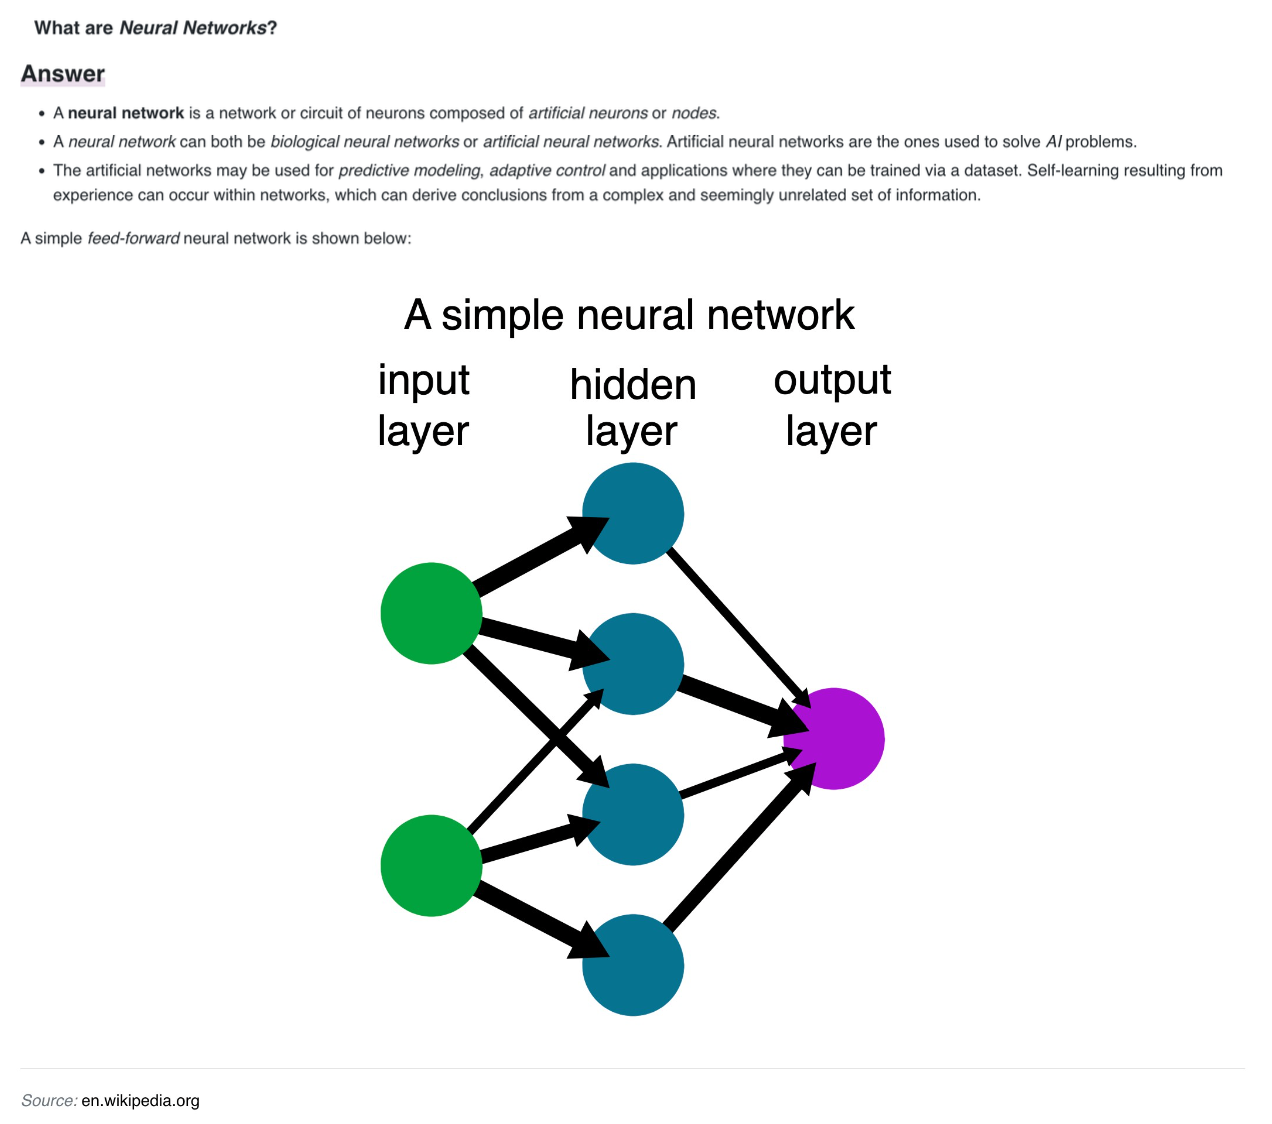 What are Neural Networks?
Answer
• A neural network is a network or circuit of neurons composed of artificial neurons or nodes.
• A neural network can both be biological neural networks or artificial neural networks. Artificial neural networks are the ones used to solve AI problems.
• The artificial networks may be used for predictive modeling, adaptive control and applications where they can be trained via a dataset. Self-learning resulting from
experience can occur within networks, which can derive conclusions from a complex and seemingly unrelated set of information.
A simple feed-forward neural network is shown below:
A simple neural network
input
layer
hidden
layer
output
layer
Source: en.wikipedia.org